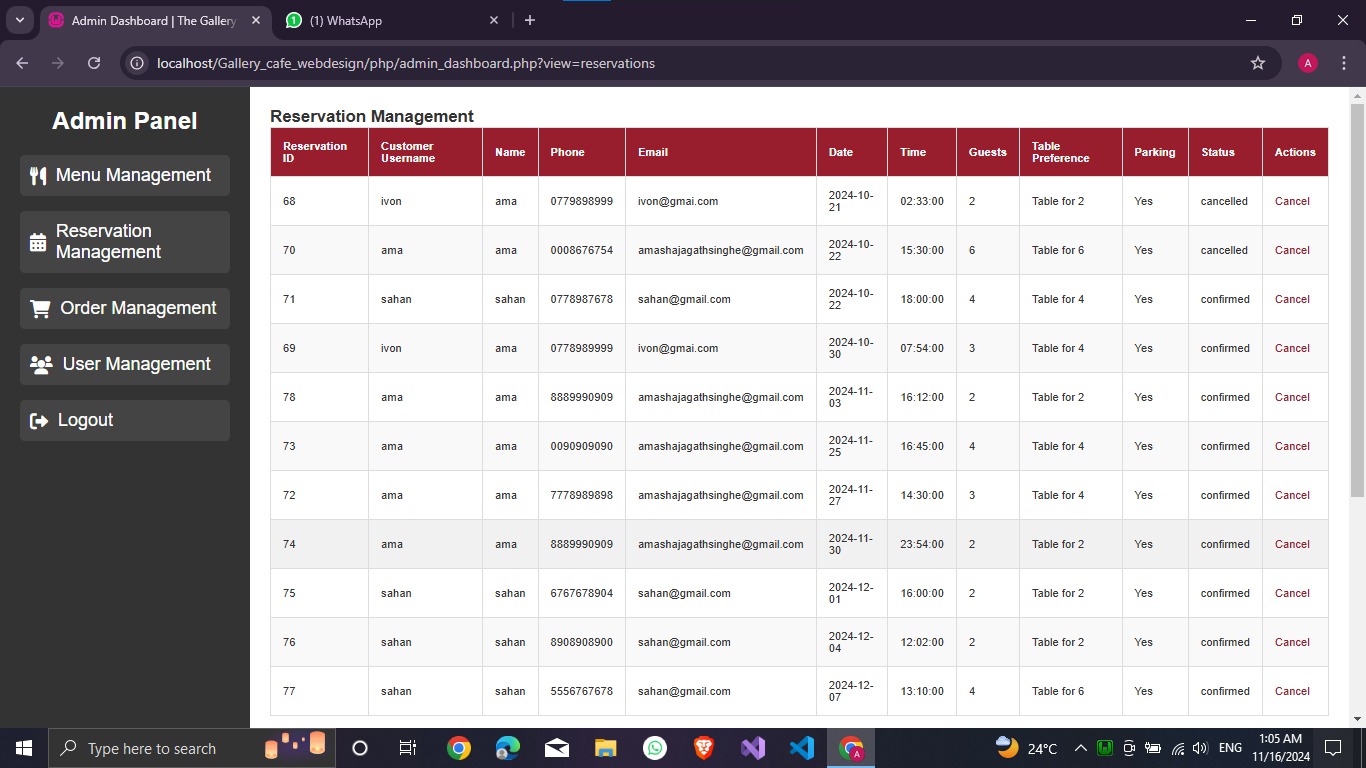 Admin Dashboard | The Gallery
(1) WhatsApp
localhost/Gallery_cafe_webdesign/php/admin_dashboard.php?view=reservations
A
Admin Panel
Menu Management
Reservation
Management
Order Management
User Management
Logout
Reservation Management
Reservation ID Customer Username Name Phone Email Date Time Guests Table Preference Parking Status Actions
68 ivon ama 0779898999 ivon@gmai.com 2024-10-21 02:33:00 2 Table for 2 Yes cancelled Cancel
70 ama ama 0008676754 amashajagathsinghe@gmail.com 2024-10-22 15:30:00 6 Table for 6 Yes cancelled Cancel
71 sahan sahan 0778987678 sahan@gmail.com 2024-10-22 18:00:00 4 Table for 4 Yes confirmed Cancel
69 ivon ama 0778989999 ivon@gmai.com 2024-10-30 07:54:00 3 Table for 4 Yes confirmed Cancel
78 ama ama 8889990909 amashajagathsinghe@gmail.com 2024-11-03 16:12:00 2 Table for 2 Yes confirmed Cancel
73 ama ama 0090909090 amashajagathsinghe@gmail.com 2024-11-25 16:45:00 4 Table for 4 Yes confirmed Cancel
72 ama ama 7778989898 amashajagathsinghe@gmail.com 2024-11-27 14:30:00 3 Table for 4 Yes confirmed Cancel
74 ama ama 8889990909 amashajagathsinghe@gmail.com 2024-11-30 23:54:00 2 Table for 2 Yes confirmed Cancel
75 sahan sahan 6767678904 sahan@gmail.com 2024-12-01 16:00:00 2 Table for 2 Yes confirmed Cancel
76 sahan sahan 8908908900 sahan@gmail.com 2024-12-04 12:02:00 2 Table for 2 Yes confirmed Cancel
77 sahan sahan 5556767678 sahan@gmail.com 2024-12-07 13:10:00 4 Table for 6 Yes confirmed Cancel
Type here to search
24°C
ENG
1:05 AM
11/16/2024